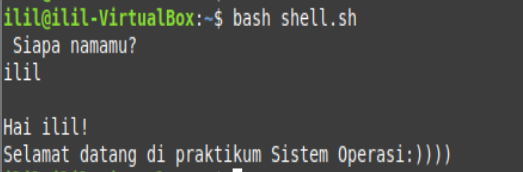 ilil@ilil-VirtualBox:~$ bash shell.sh
Siapa namamu?
ilil
Hai ilil!
Selamat datang di praktikum Sistem Operasi:))))